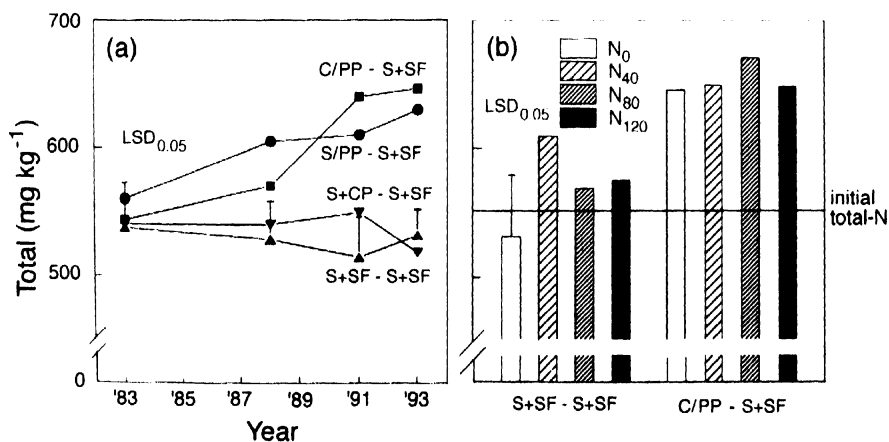 (a)
Total (mg kg⁻¹)
700
600
500
0
LSD0.05
C/PP - S+SF
S/PP - S+SF
S+CP - S+SF
S+SF - S+SF
'83 '85 '87 '89 '91 '93
Year
(b)
LSD0.05
N0
N40
N80
N120
initial
total-N
S+SF - S+SF C/PP - S+SF